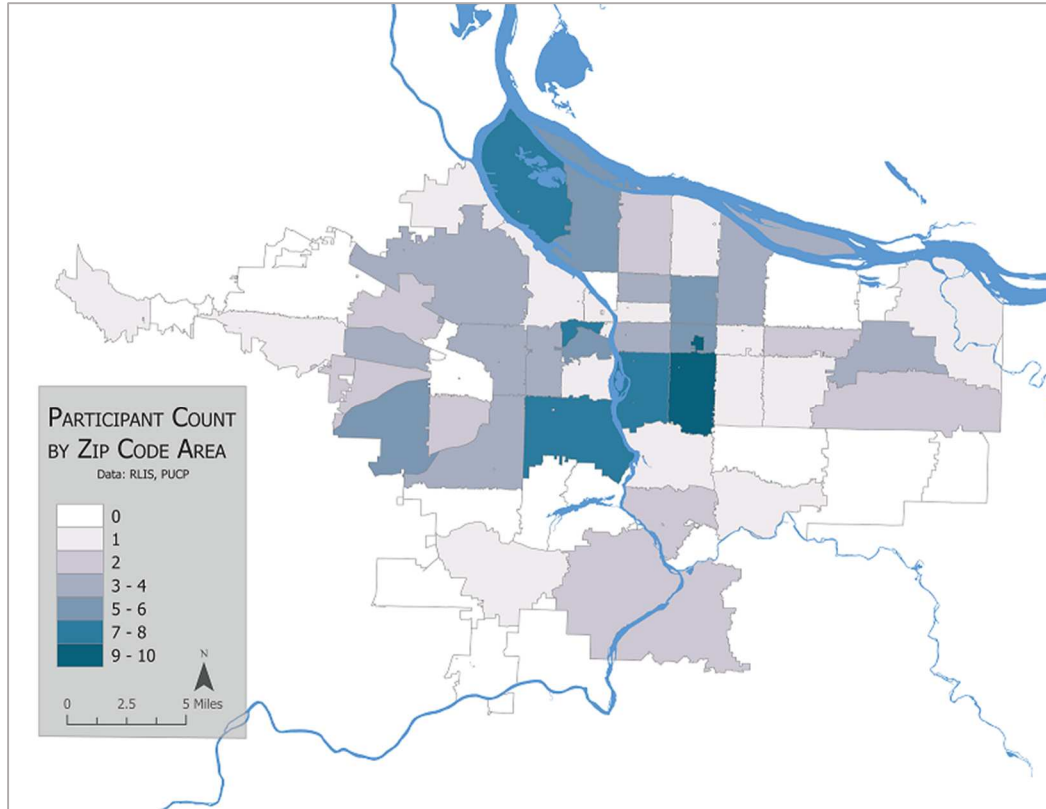 PARTICIPANT COUNT
BY ZIP CODE AREA
Data: RLIS, PUCP
0
1
2
3 - 4
5 - 6
7 - 8
9 - 10
N
0 2.5 5 Miles